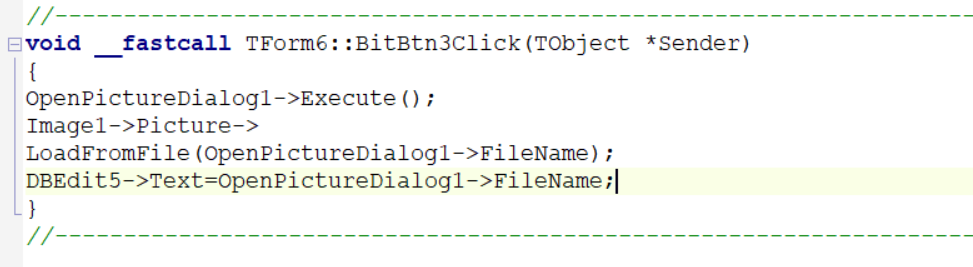 //--------------------------------------------------------------------
void __fastcall TForm6::BitBtn3Click(TObject *Sender)
{
OpenPictureDialog1->Execute();
Image1->Picture->
LoadFromFile(OpenPictureDialog1->FileName);
DBEdit5->Text=OpenPictureDialog1->FileName;
}
//--------------------------------------------------------------------